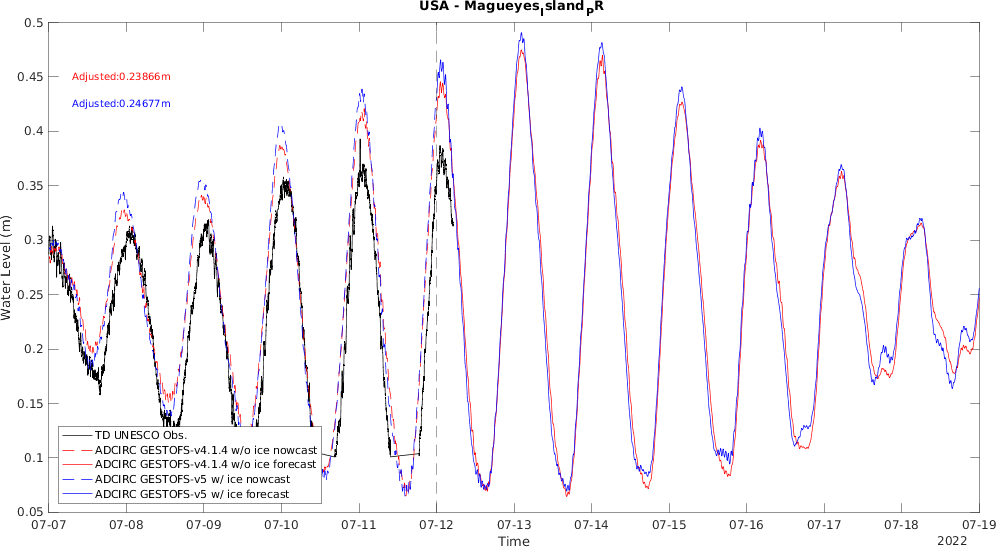 USA - Magueyes_Island_PR
0.5
0.45
0.4
0.35
0.3
0.25
0.2
0.15
0.1
0.05
Water Level (m)
Adjusted:0.23866m
Adjusted:0.24677m
TD UNESCO Obs.
ADCIRC GESTOFS-v4.1.4 w/o ice nowcast
ADCIRC GESTOFS-v4.1.4 w/o ice forecast
ADCIRC GESTOFS-v5 w/ ice nowcast
ADCIRC GESTOFS-v5 w/ ice forecast
07-07 07-08 07-09 07-10 07-11 07-12 07-13 07-14 07-15 07-16 07-17 07-18 07-19
Time
2022